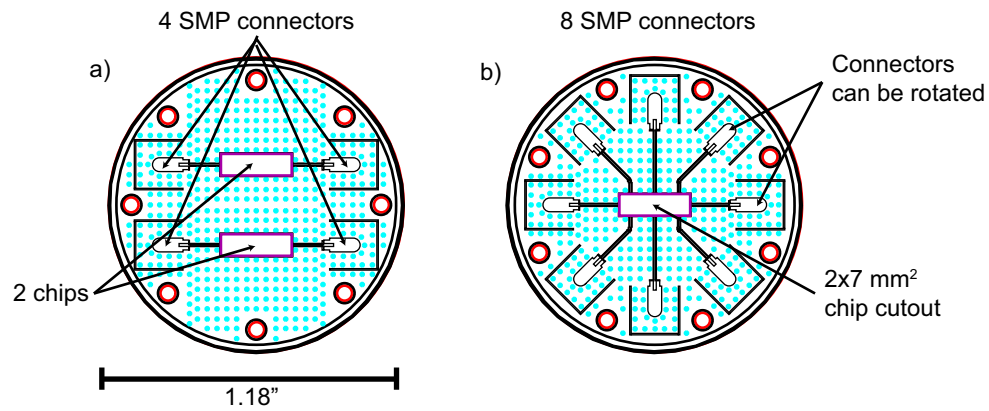 4 SMP connectors
8 SMP connectors
a)
b)
Connectors
can be rotated
2 chips
2x7 mm²
chip cutout
1.18”